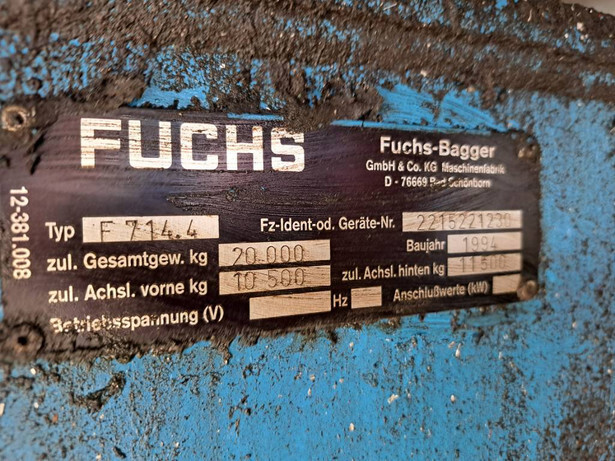 FUCHS
Fuchs-Bagger
GmbH & Co. KG Maschinenfabrik
D - 76669 Bad Schönborn
12-381.008
Typ F 714.4
Fz-Ident-od. Geräte-Nr. 2215221230
zul. Gesamtgew. kg 20.000
Baujahr 1994
zul. Achsl. vorne kg 10 500
zul. Achsl. hinten kg 11500
Betriebsspannung (V) Hz Anschlußwerte (kW)